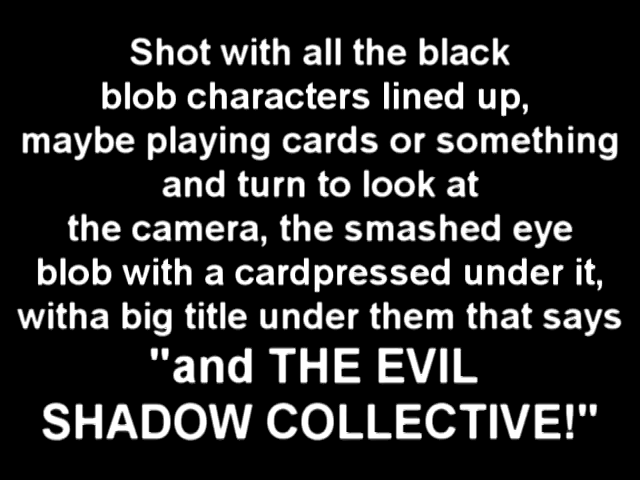 Shot with all the black
blob characters lined up,
maybe playing cards or something
and turn to look at
the camera, the smashed eye
blob with a cardpressed under it,
witha big title under them that says
"and THE EVIL
SHADOW COLLECTIVE!"